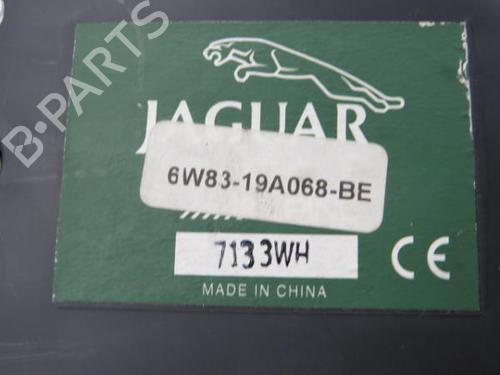 B-PARTS
JAGUAR
6W83-19A068-BE
7133WH
CE
MADE IN CHINA